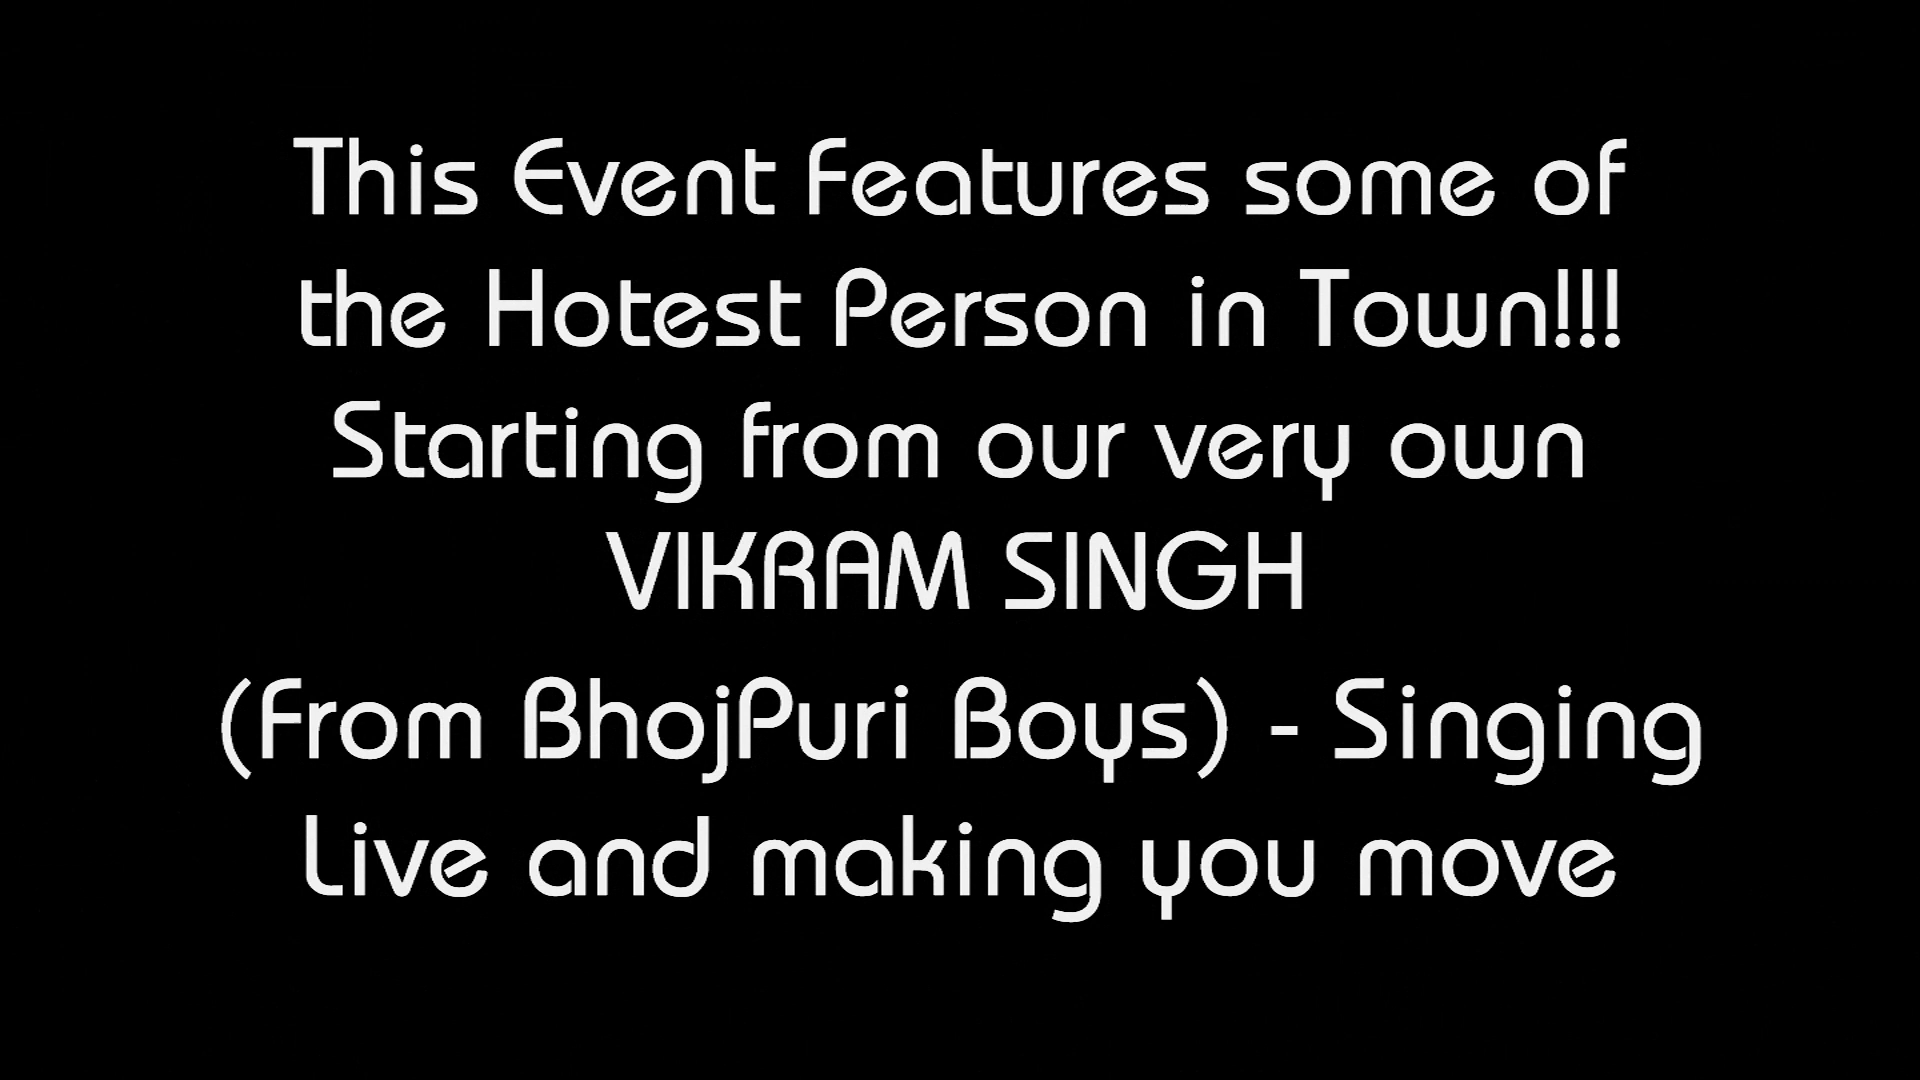 This Event Features some of
the Hotest Person in Town!!!
Starting from our very own
VIKRAM SINGH
(From BhojPuri Boys) - Singing
Live and making you move